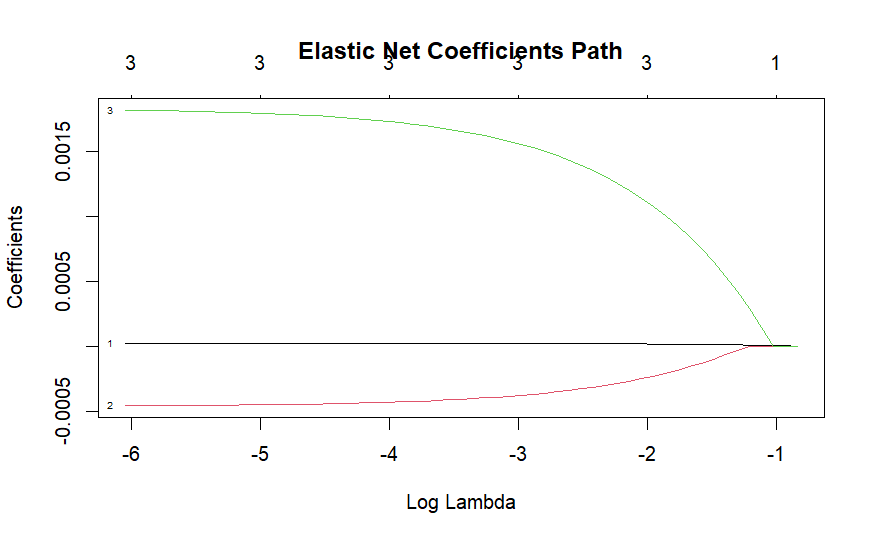 Elastic Net Coefficients Path
3 3 3 3 3 1
3
1
2
0.0015
0.0005
-0.0005
Coefficients
-6 -5 -4 -3 -2 -1
Log Lambda